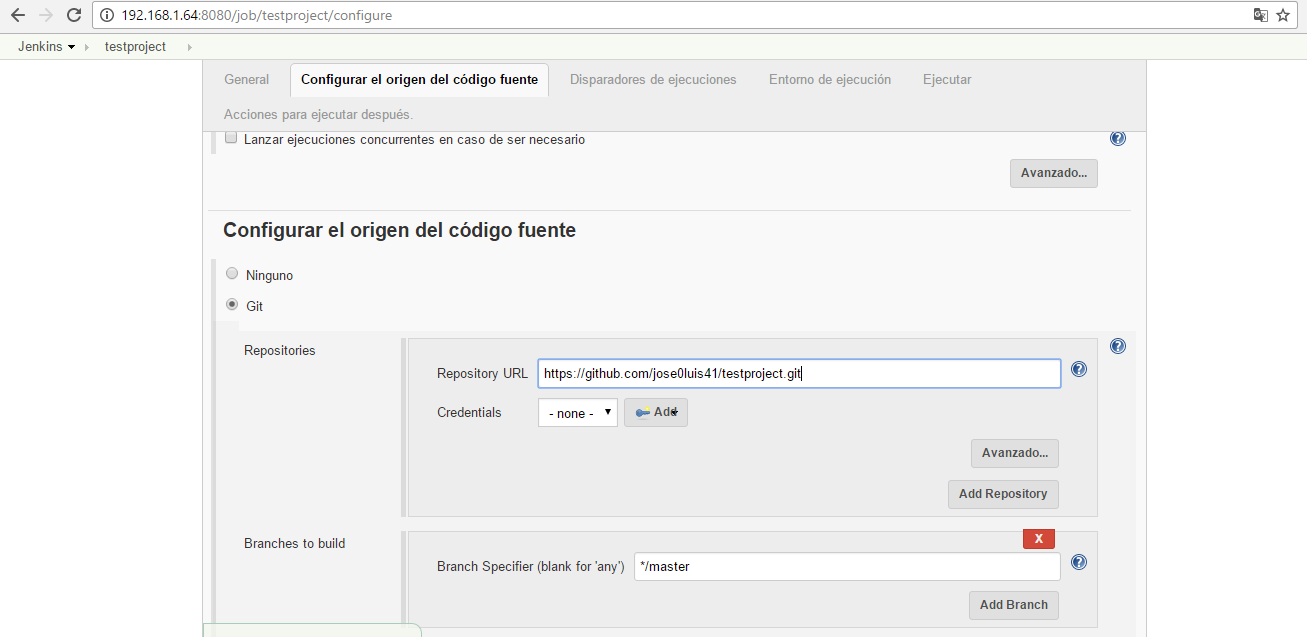 192.168.1.64:8080/job/testproject/configure
Jenkins testproject
General Configurar el origen del código fuente Disparadores de ejecuciones Entorno de ejecución Ejecutar
Acciones para ejecutar después.
Lanzar ejecuciones concurrentes en caso de ser necesario
Avanzado...
Configurar el origen del código fuente
Ninguno
Git
Repositories
Repository URL https://github.com/jose0luis41/testproject.git
Credentials - none - Add
Avanzado...
Add Repository
Branches to build
X
Branch Specifier (blank for 'any') */master
Add Branch